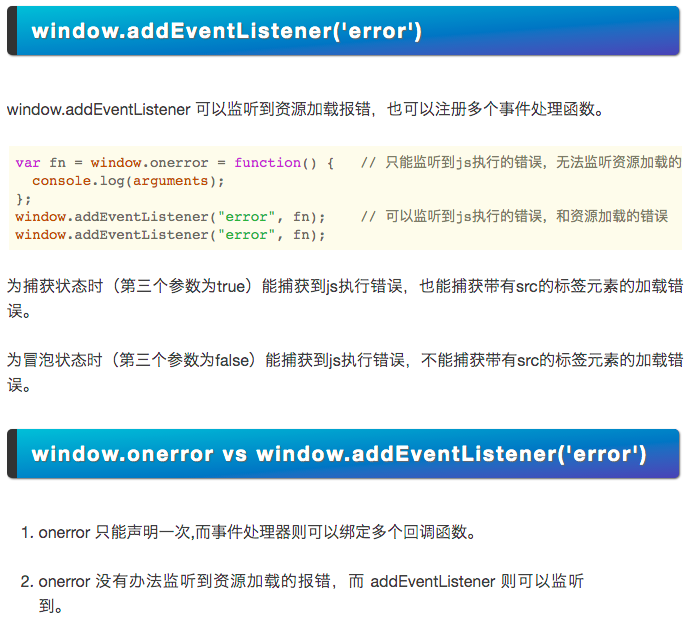 window.addEventListener('error')
window.addEventListener 可以监听到资源加载报错，也可以注册多个事件处理函数。
var fn = window.onerror = function() {   // 只能监听到js执行的错误，无法监听资源加载的
  console.log(arguments);
};
window.addEventListener("error", fn);    // 可以监听到js执行的错误，和资源加载的错误
window.addEventListener("error", fn);
为捕获状态时（第三个参数为true）能捕获到js执行错误，也能捕获带有src的标签元素的加载错
误。
为冒泡状态时（第三个参数为false）能捕获到js执行错误，不能捕获带有src的标签元素的加载错
误。
window.onerror vs window.addEventListener('error')
1. onerror 只能声明一次,而事件处理器则可以绑定多个回调函数。
2. onerror 没有办法监听到资源加载的报错，而 addEventListener 则可以监听
到。